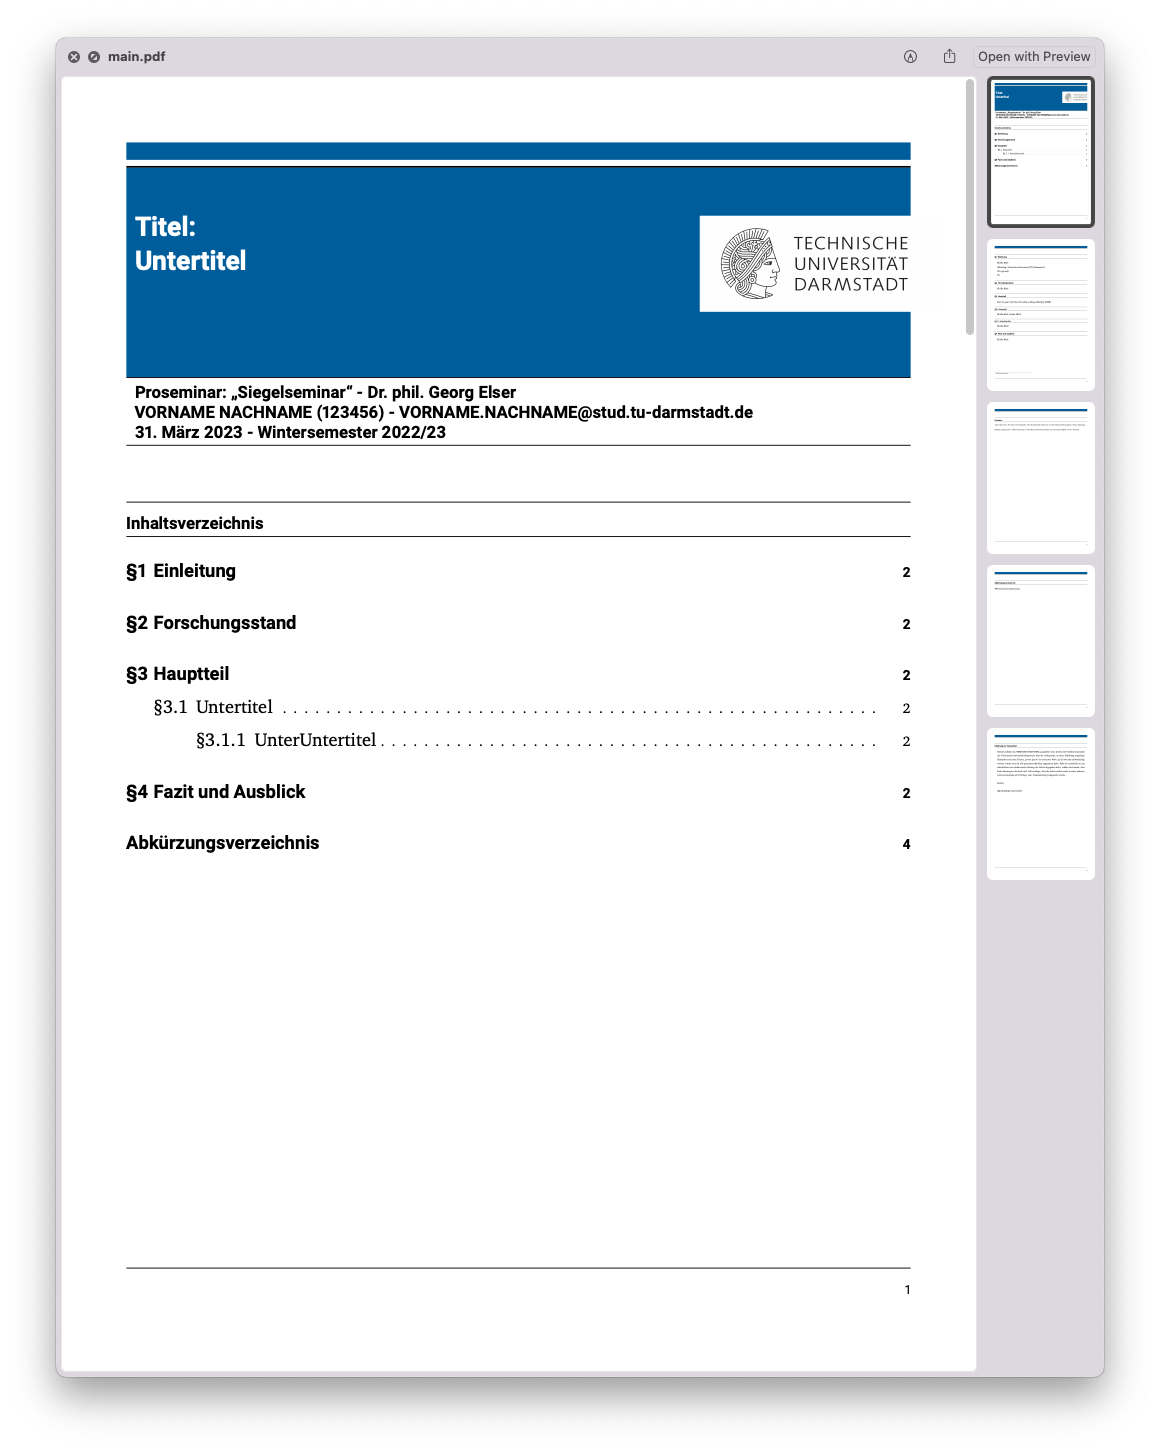 main.pdf
Open with Preview
Titel:
Untertitel
TECHNISCHE
UNIVERSITÄT
DARMSTADT
Proseminar: „Siegelseminar“ - Dr. phil. Georg Elser
VORNAME NACHNAME (123456) - VORNAME.NACHNAME@stud.tu-darmstadt.de
31. März 2023 - Wintersemester 2022/23
Inhaltsverzeichnis
§1 Einleitung 2
§2 Forschungsstand 2
§3 Hauptteil 2
§3.1 Untertitel 2
§3.1.1 UnterUntertitel 2
§4 Fazit und Ausblick 2
Abkürzungsverzeichnis 4
1